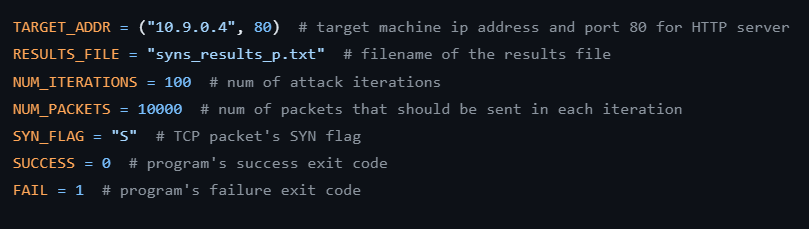 TARGET_ADDR = ("10.9.0.4", 80)  # target machine ip address and port 80 for HTTP server
RESULTS_FILE = "syns_results_p.txt"  # filename of the results file
NUM_ITERATIONS = 100  # num of attack iterations
NUM_PACKETS = 10000  # num of packets that should be sent in each iteration
SYN_FLAG = "S"  # TCP packet's SYN flag
SUCCESS = 0  # program's success exit code
FAIL = 1  # program's failure exit code